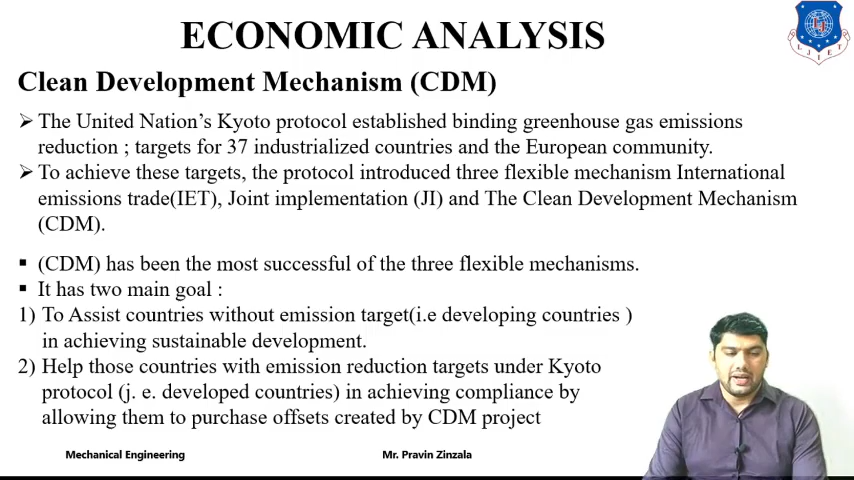 ECONOMIC ANALYSIS
LJIET
Clean Development Mechanism (CDM)
➢ The United Nation's Kyoto protocol established binding greenhouse gas emissions
reduction ; targets for 37 industrialized countries and the European community.
➢ To achieve these targets, the protocol introduced three flexible mechanism International
emissions trade(IET), Joint implementation (JI) and The Clean Development Mechanism
(CDM).
▪ (CDM) has been the most successful of the three flexible mechanisms.
▪ It has two main goal :
1) To Assist countries without emission target(i.e developing countries )
in achieving sustainable development.
2) Help those countries with emission reduction targets under Kyoto
protocol (j. e. developed countries) in achieving compliance by
allowing them to purchase offsets created by CDM project
Mechanical Engineering
Mr. Pravin Zinzala